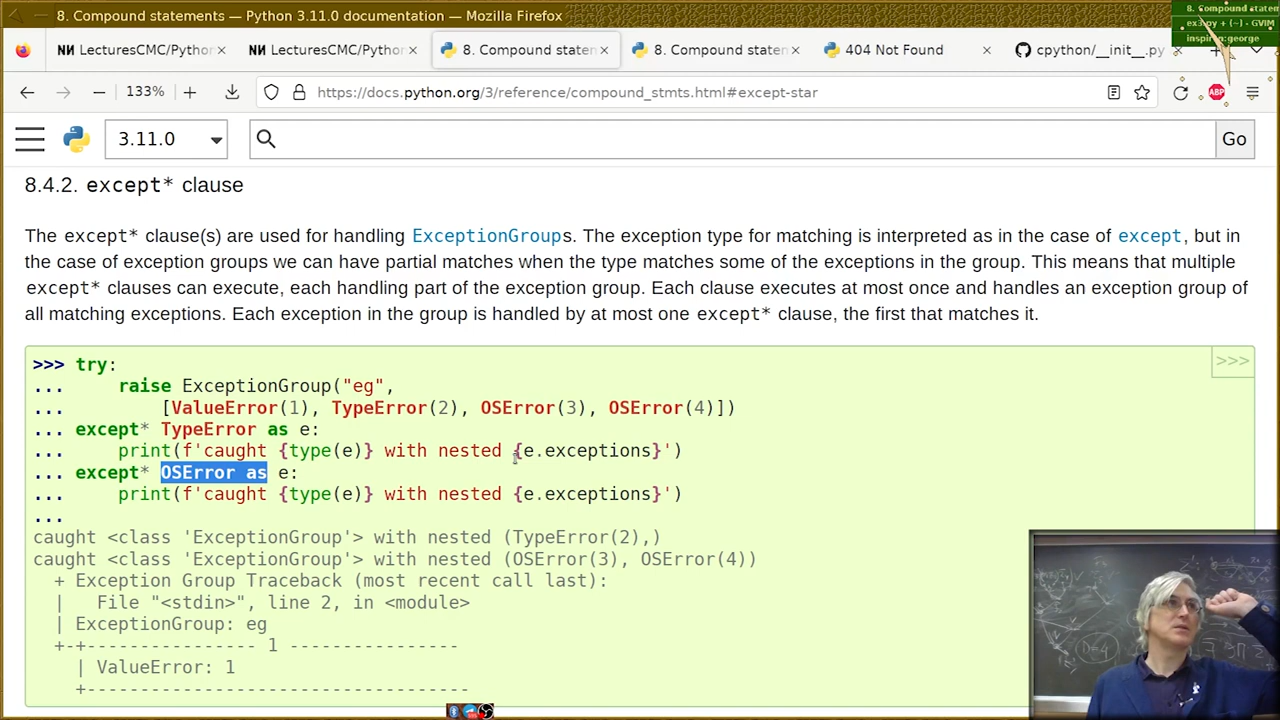 8. Compound statements — Python 3.11.0 documentation — Mozilla Firefox
8. Compound statem
ex3.py + (~) - GVIM
LecturesCMC/Python
LecturesCMC/Python
8. Compound statem
8. Compound statem
404 Not Found
cpython/__init__.py
133%
https://docs.python.org/3/reference/compound_stmts.html#except-star
ABP
3.11.0
Go
8.4.2. except* clause
The except* clause(s) are used for handling ExceptionGroups. The exception type for matching is interpreted as in the case of except, but in
the case of exception groups we can have partial matches when the type matches some of the exceptions in the group. This means that multiple
except* clauses can execute, each handling part of the exception group. Each clause executes at most once and handles an exception group of
all matching exceptions. Each exception in the group is handled by at most one except* clause, the first that matches it.
>>>
>>> try:
...     raise ExceptionGroup("eg",
...         [ValueError(1), TypeError(2), OSError(3), OSError(4)])
... except* TypeError as e:
...     print(f'caught {type(e)} with nested {e.exceptions}')
... except* OSError as e:
...     print(f'caught {type(e)} with nested {e.exceptions}')
...
caught <class 'ExceptionGroup'> with nested (TypeError(2),)
caught <class 'ExceptionGroup'> with nested (OSError(3), OSError(4))
  + Exception Group Traceback (most recent call last):
  |   File "<stdin>", line 2, in <module>
  | ExceptionGroup: eg
  +-+---------------- 1 ----------------
    | ValueError: 1
    +------------------------------------